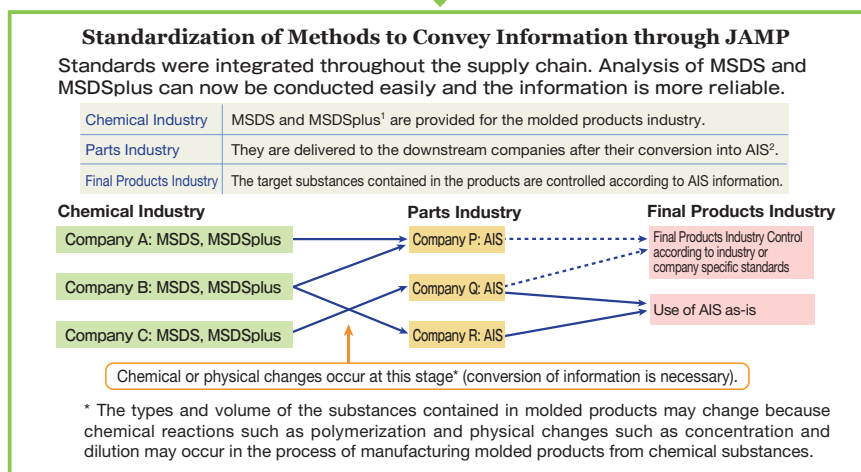 Standardization of Methods to Convey Information through JAMP
Standards were integrated throughout the supply chain. Analysis of MSDS and
MSDSplus can now be conducted easily and the information is more reliable.
Chemical Industry MSDS and MSDSplus¹ are provided for the molded products industry.
Parts Industry They are delivered to the downstream companies after their conversion into AIS².
Final Products Industry The target substances contained in the products are controlled according to AIS information.
Chemical Industry Parts Industry Final Products Industry
Company A: MSDS, MSDSplus
Company B: MSDS, MSDSplus
Company C: MSDS, MSDSplus
Company P: AIS
Company Q: AIS
Company R: AIS
Final Products Industry Control
according to industry or
company specific standards
Use of AIS as-is
Chemical or physical changes occur at this stage* (conversion of information is necessary).
* The types and volume of the substances contained in molded products may change because
chemical reactions such as polymerization and physical changes such as concentration and
dilution may occur in the process of manufacturing molded products from chemical substances.